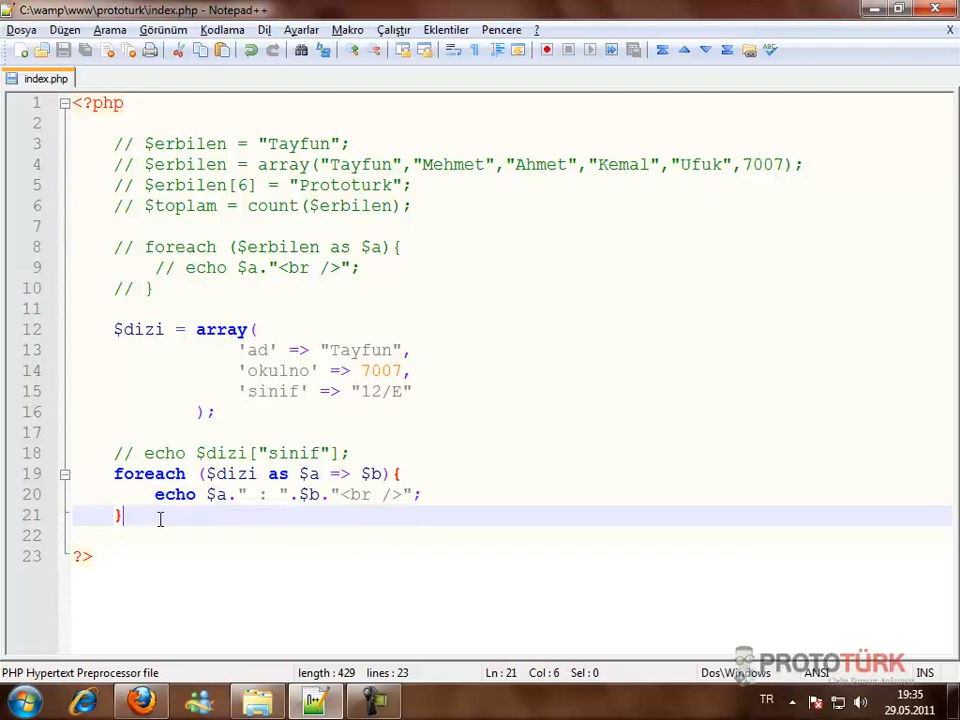 C:\wamp\www\prototurk\index.php - Notepad++
Dosya Düzen Arama Görünüm Kodlama Dil Ayarlar Makro Çalıştır Eklentiler Pencere ? X
index.php
1 <?php
2
3 // $erbilen = "Tayfun";
4 // $erbilen = array("Tayfun","Mehmet","Ahmet","Kemal","Ufuk",7007);
5 // $erbilen[6] = "Prototurk";
6 // $toplam = count($erbilen);
7
8 // foreach ($erbilen as $a){
9 // echo $a."<br />";
10 // }
11
12 $dizi = array(
13 'ad' => "Tayfun",
14 'okulno' => 7007,
15 'sinif' => "12/E"
16 );
17
18 // echo $dizi["sinif"];
19 foreach ($dizi as $a => $b){
20 echo $a." : ".$b."<br />";
21 }
22
23 ?>
PHP Hypertext Preprocessor file length : 429 lines : 23 Ln : 21 Col : 6 Sel : 0 Dos\Windows ANSI INS
PROTOTÜRK
TR 19:35
29.05.2011